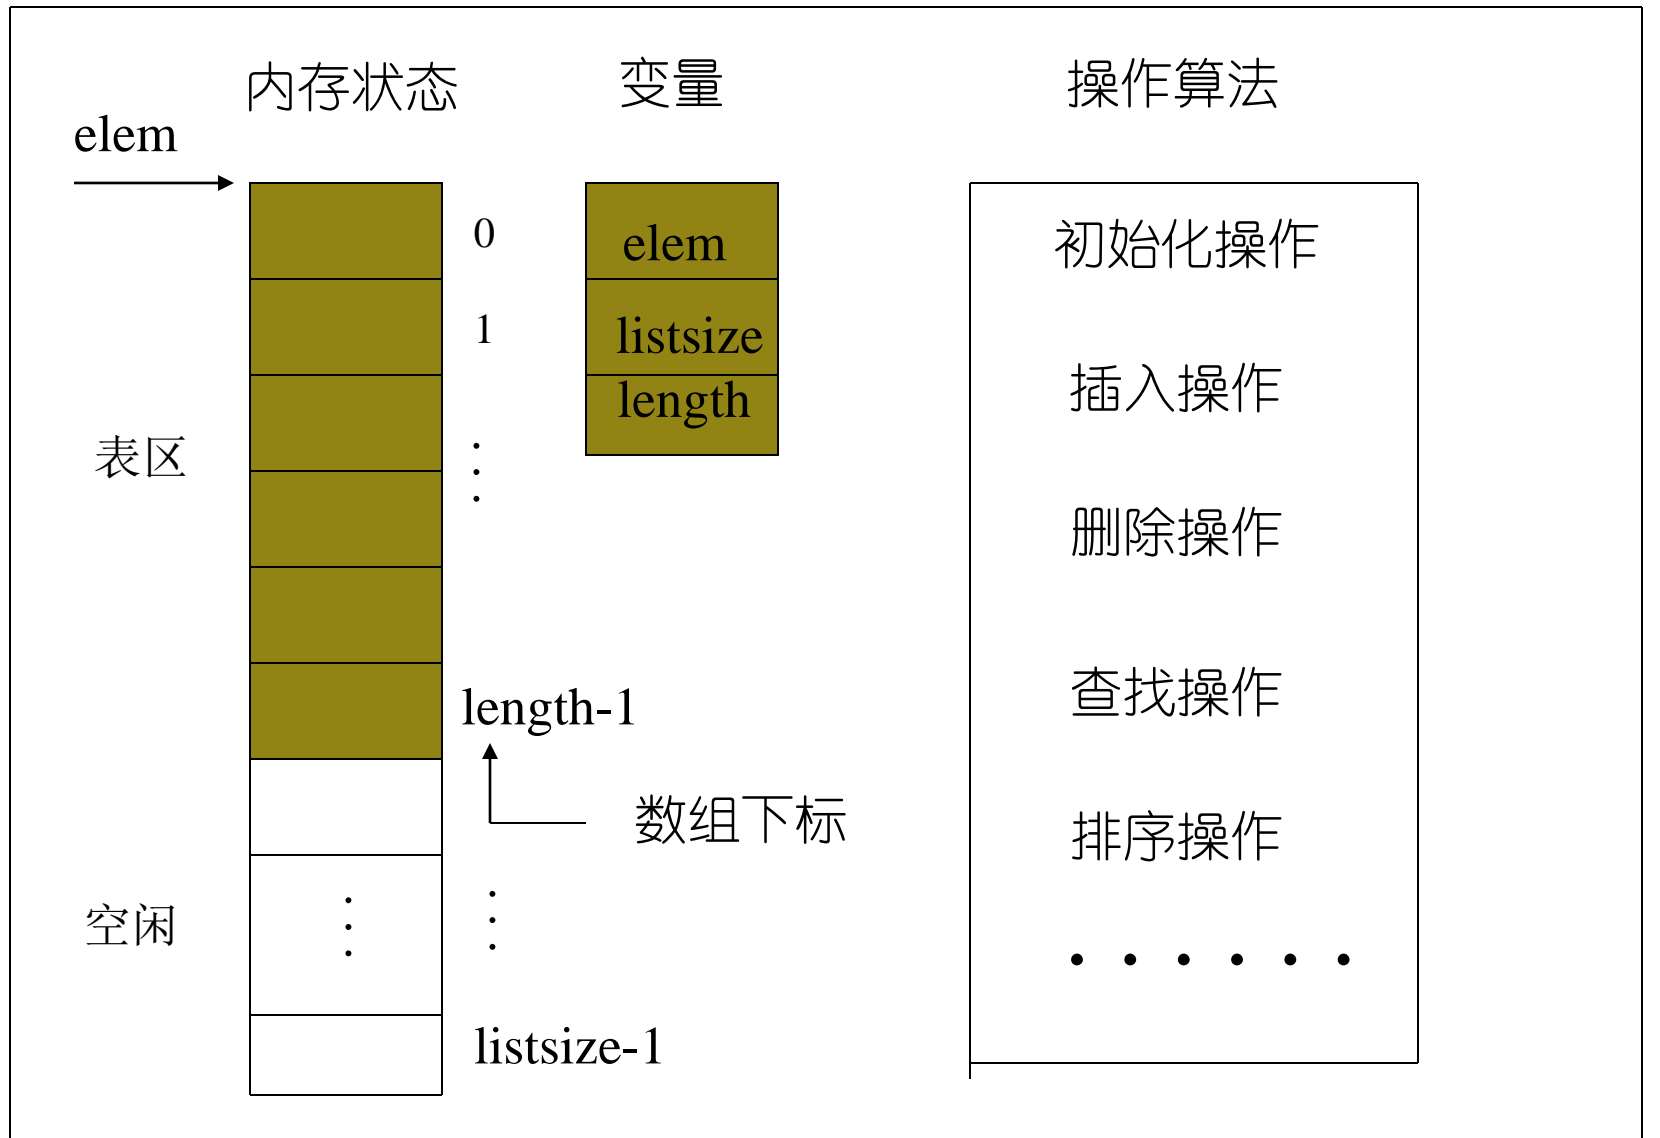 内存状态 变量 操作算法
elem
0 elem 初始化操作
1 listsize
length 插入操作
表区
删除操作
length-1 查找操作
数组下标 排序操作
空闲
• • • • • •
listsize-1